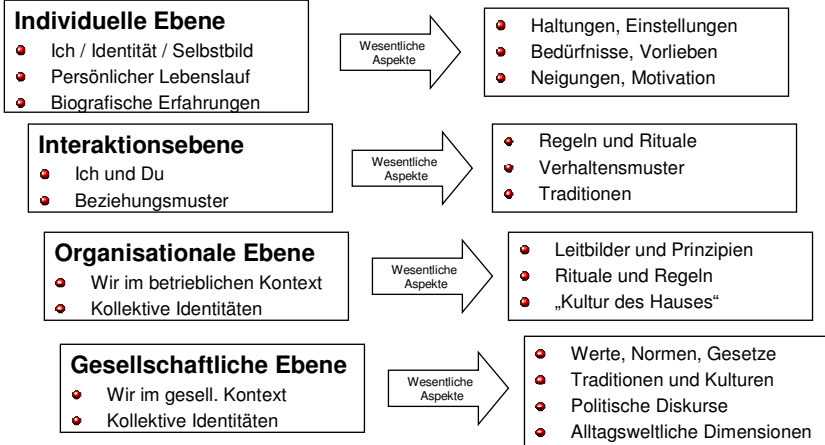 Individuelle Ebene
Ich / Identität / Selbstbild
Persönlicher Lebenslauf
Biografische Erfahrungen
Wesentliche
Aspekte
Haltungen, Einstellungen
Bedürfnisse, Vorlieben
Neigungen, Motivation
Interaktionsebene
Ich und Du
Beziehungsmuster
Wesentliche
Aspekte
Regeln und Rituale
Verhaltensmuster
Traditionen
Organisationale Ebene
Wir im betrieblichen Kontext
Kollektive Identitäten
Wesentliche
Aspekte
Leitbilder und Prinzipien
Rituale und Regeln
„Kultur des Hauses“
Gesellschaftliche Ebene
Wir im gesell. Kontext
Kollektive Identitäten
Wesentliche
Aspekte
Werte, Normen, Gesetze
Traditionen und Kulturen
Politische Diskurse
Alltagsweltliche Dimensionen